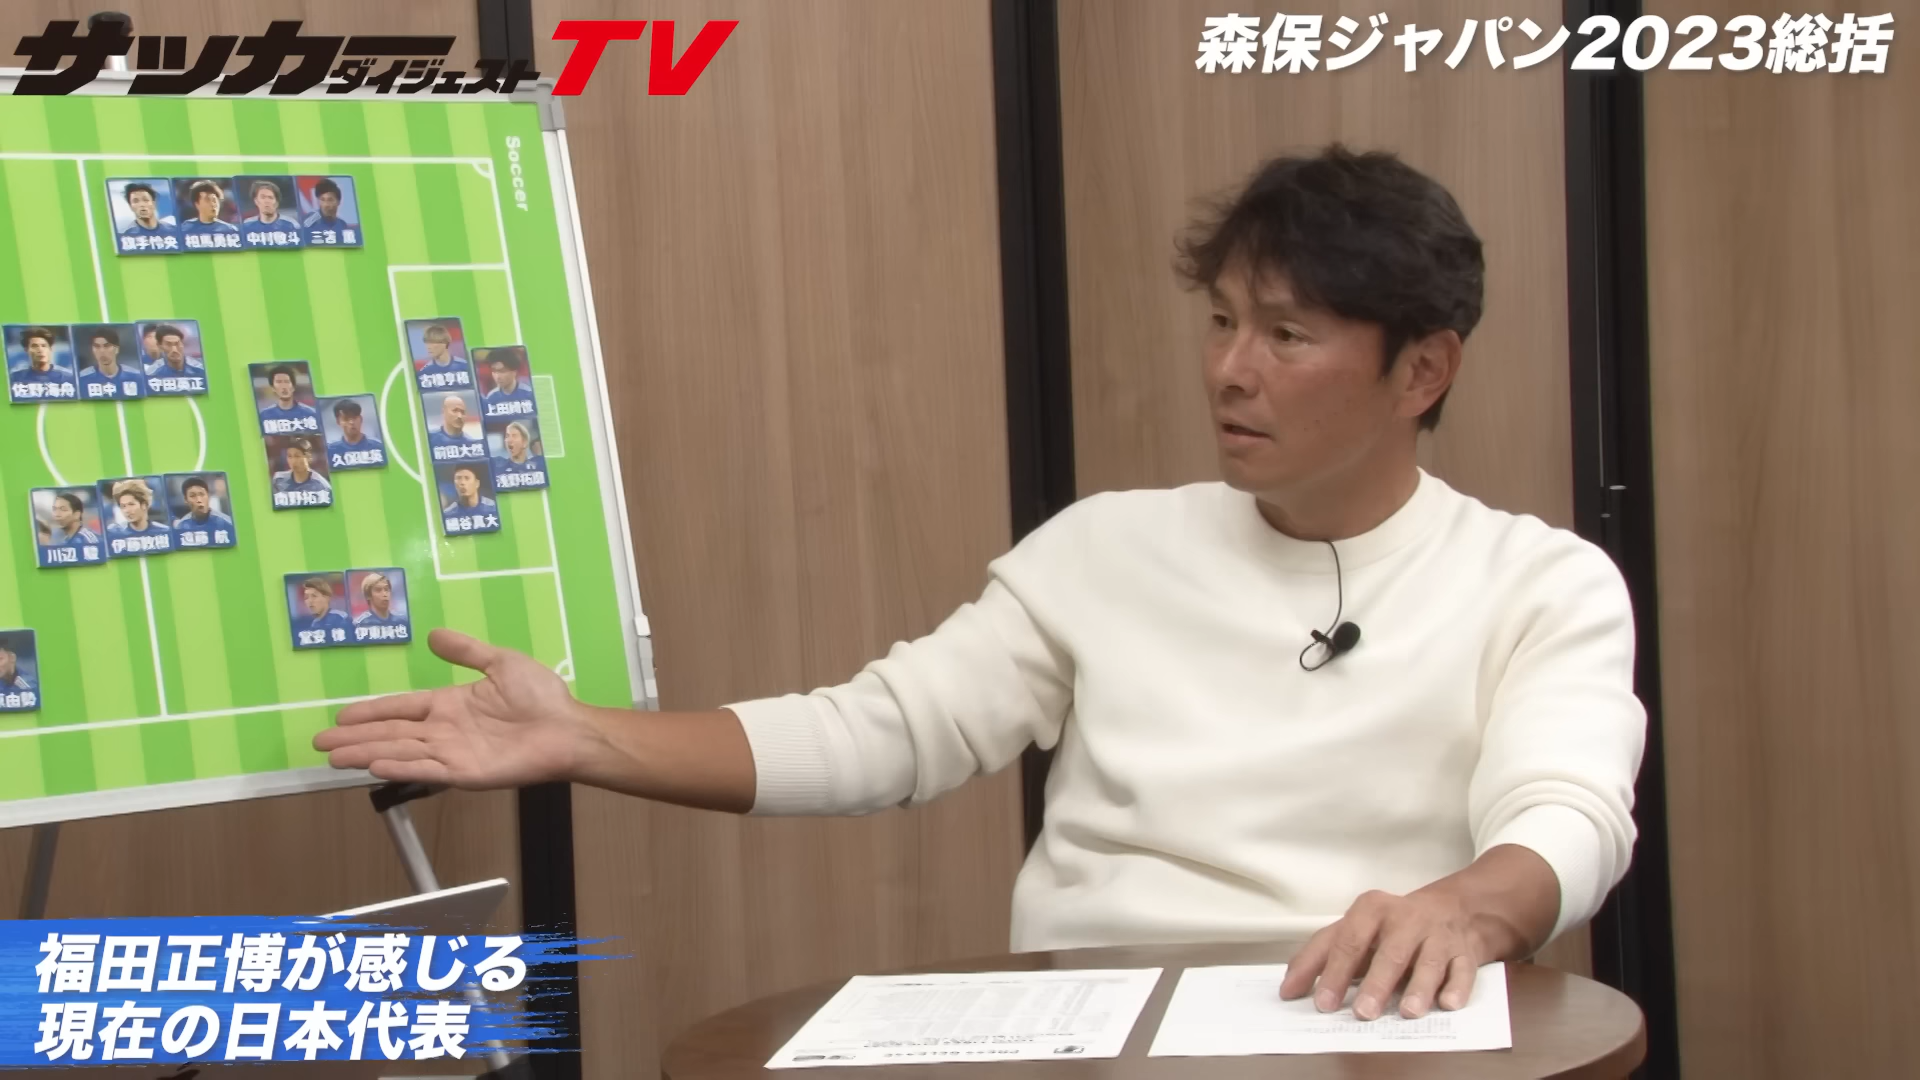 サッカーダイジェストTV
森保ジャパン2023総括
Soccer
旗手怜央 相馬勇紀 中村敬斗 三笘 薫
佐野海舟 田中 碧 守田英正
鎌田大地
久保建英
南野拓実
古橋亨梧
上田綺世
前田大然
浅野拓磨
細谷真大
川辺 駿 伊藤敦樹 遠藤 航
堂安 律 伊東純也
由勢
福田正博が感じる
現在の日本代表
PRESS RELEASE